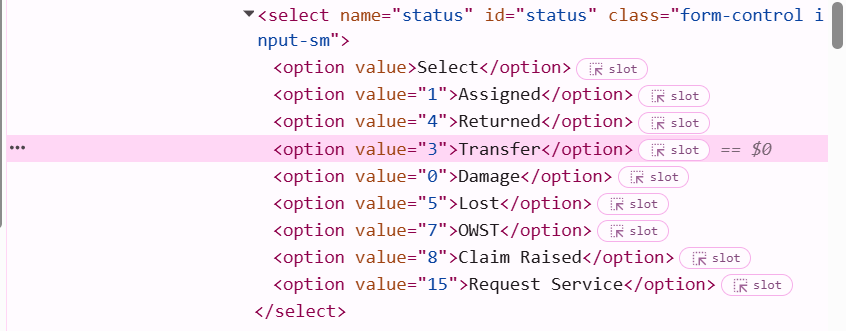 <select name="status" id="status" class="form-control i
nput-sm">
<option value>Select</option> slot
<option value="1">Assigned</option> slot
<option value="4">Returned</option> slot
... <option value="3">Transfer</option> slot == $0
<option value="0">Damage</option> slot
<option value="5">Lost</option> slot
<option value="7">OWST</option> slot
<option value="8">Claim Raised</option> slot
<option value="15">Request Service</option> slot
</select>